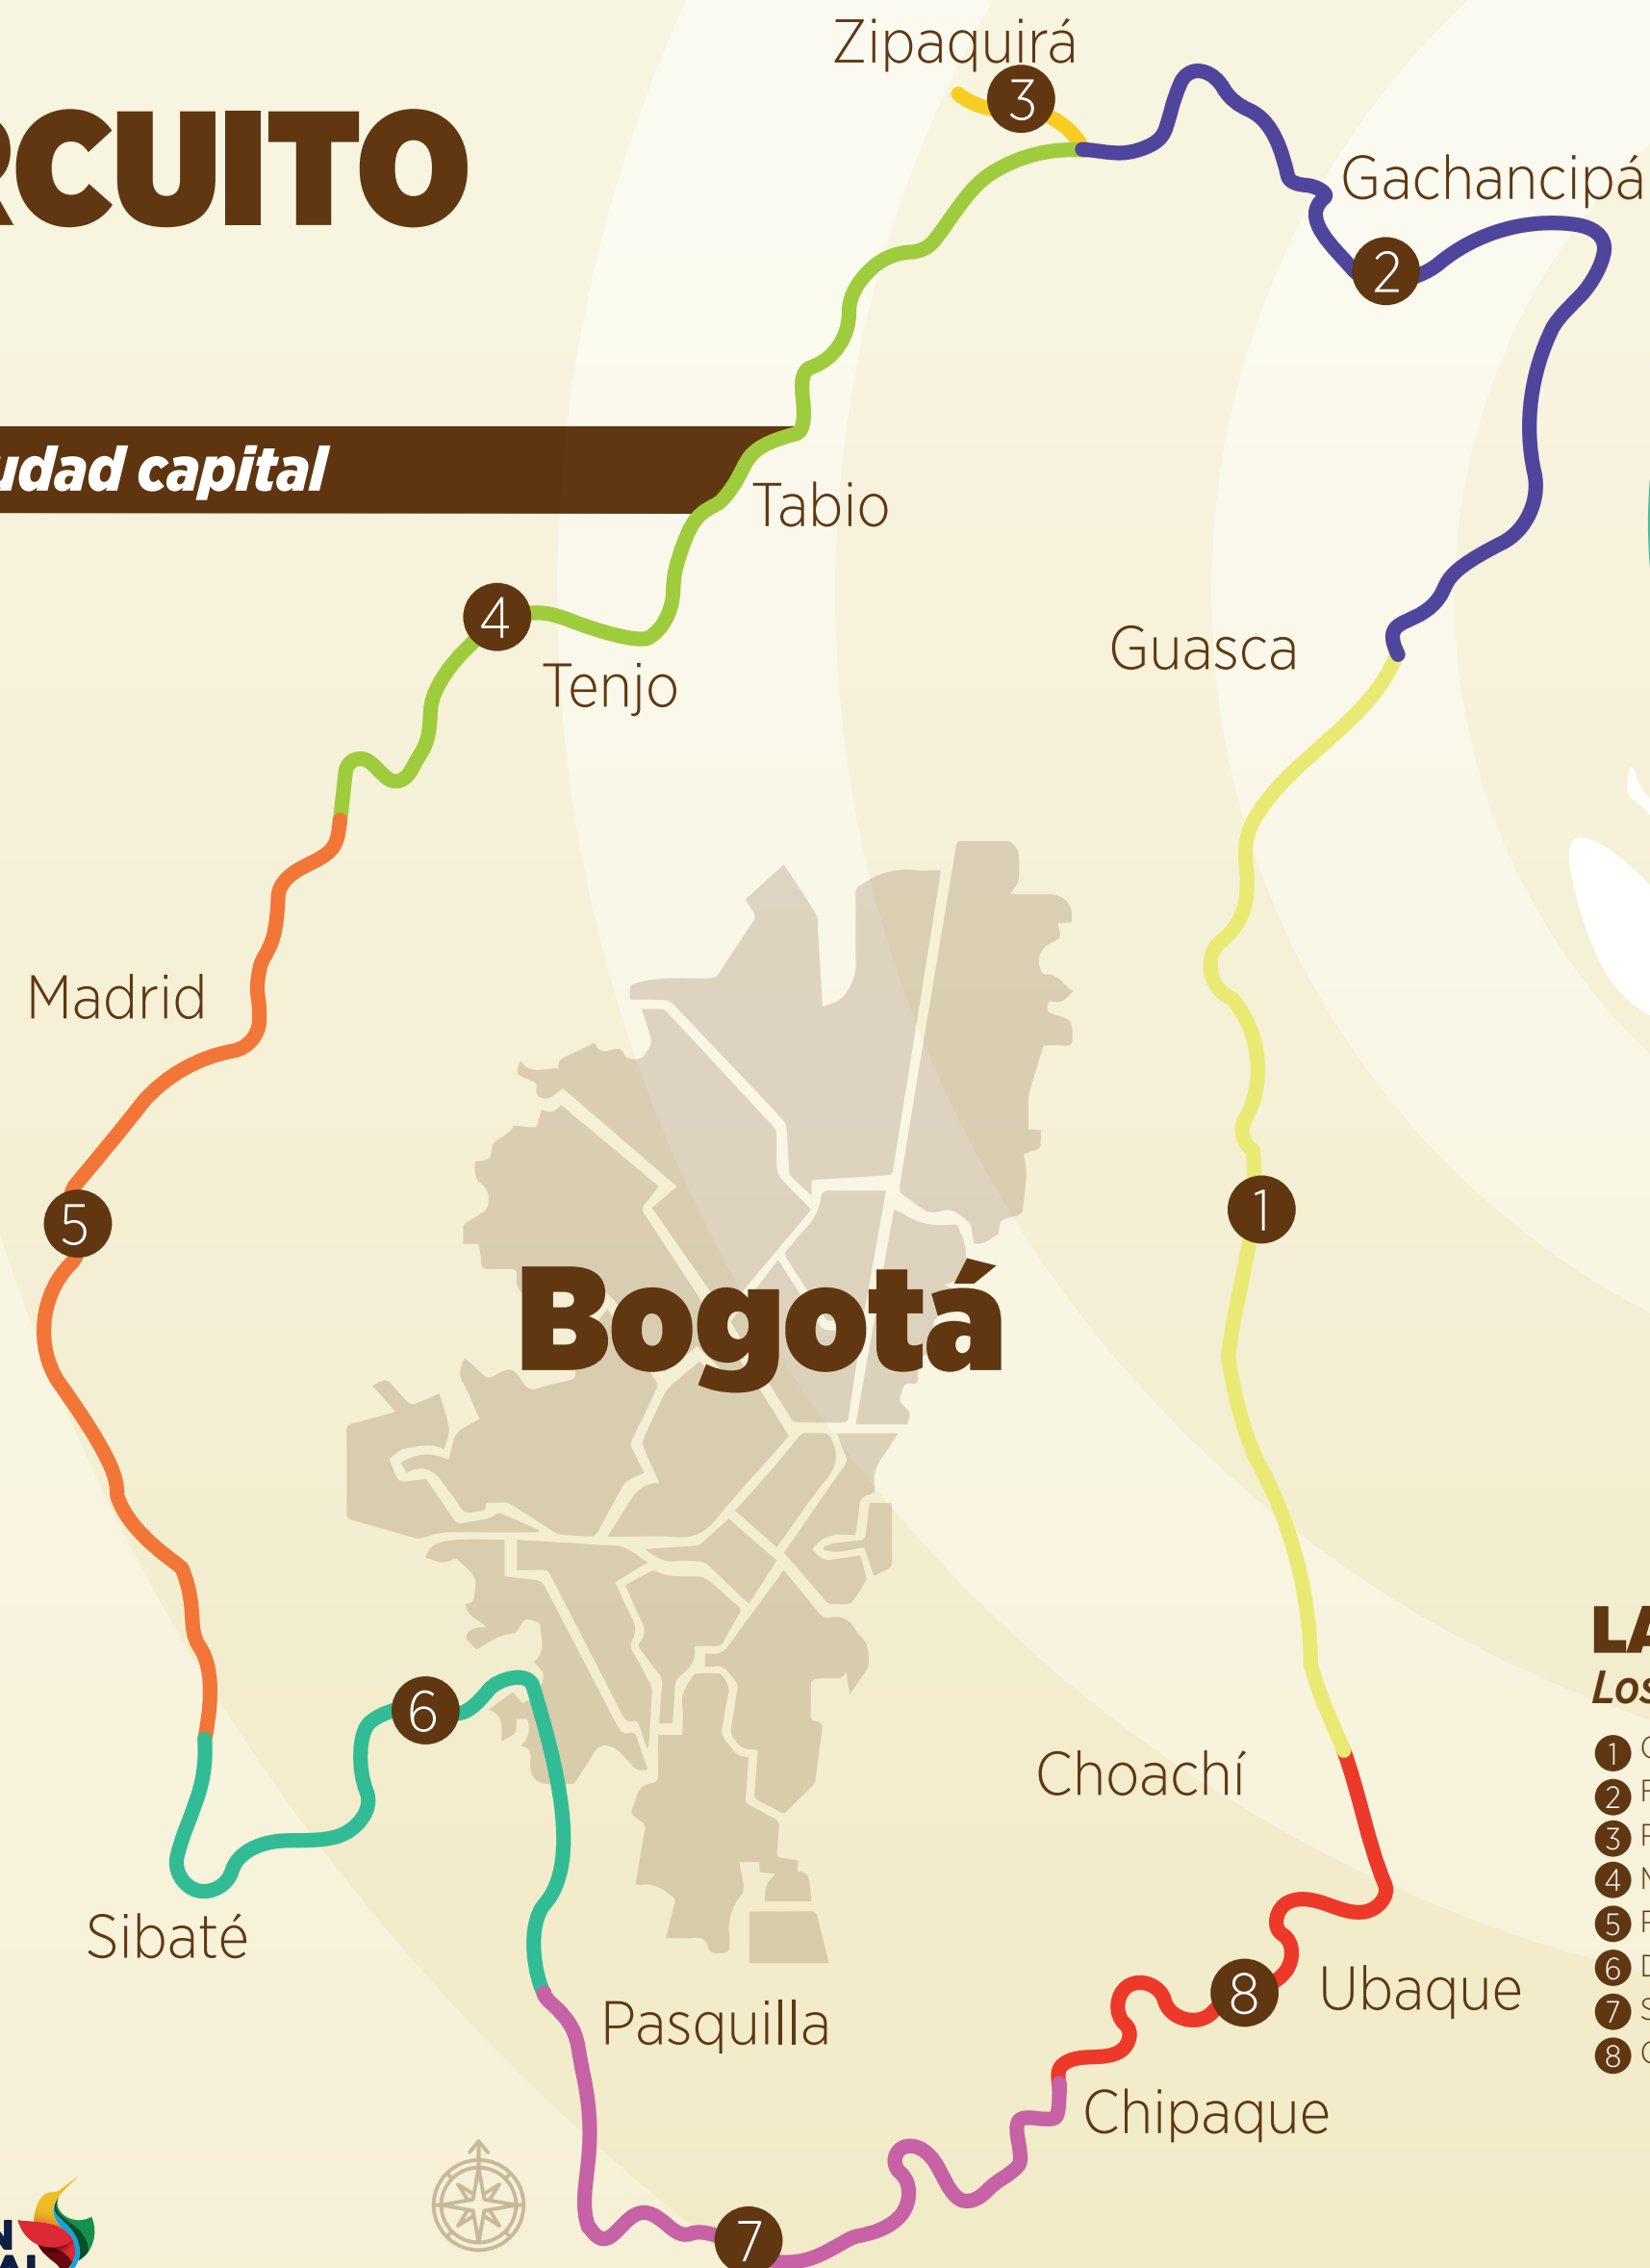 Zipaquirá
3
RCUITO
Gachancipá
2
udad capital
Tabio
4
Tenjo
Guasca
Madrid
5
1
Bogotá
LA
Los
6
Choachí
1
2
3
4
5
6
7
8
Sibaté
8
Ubaque
Pasquilla
Chipaque
7
N
AL